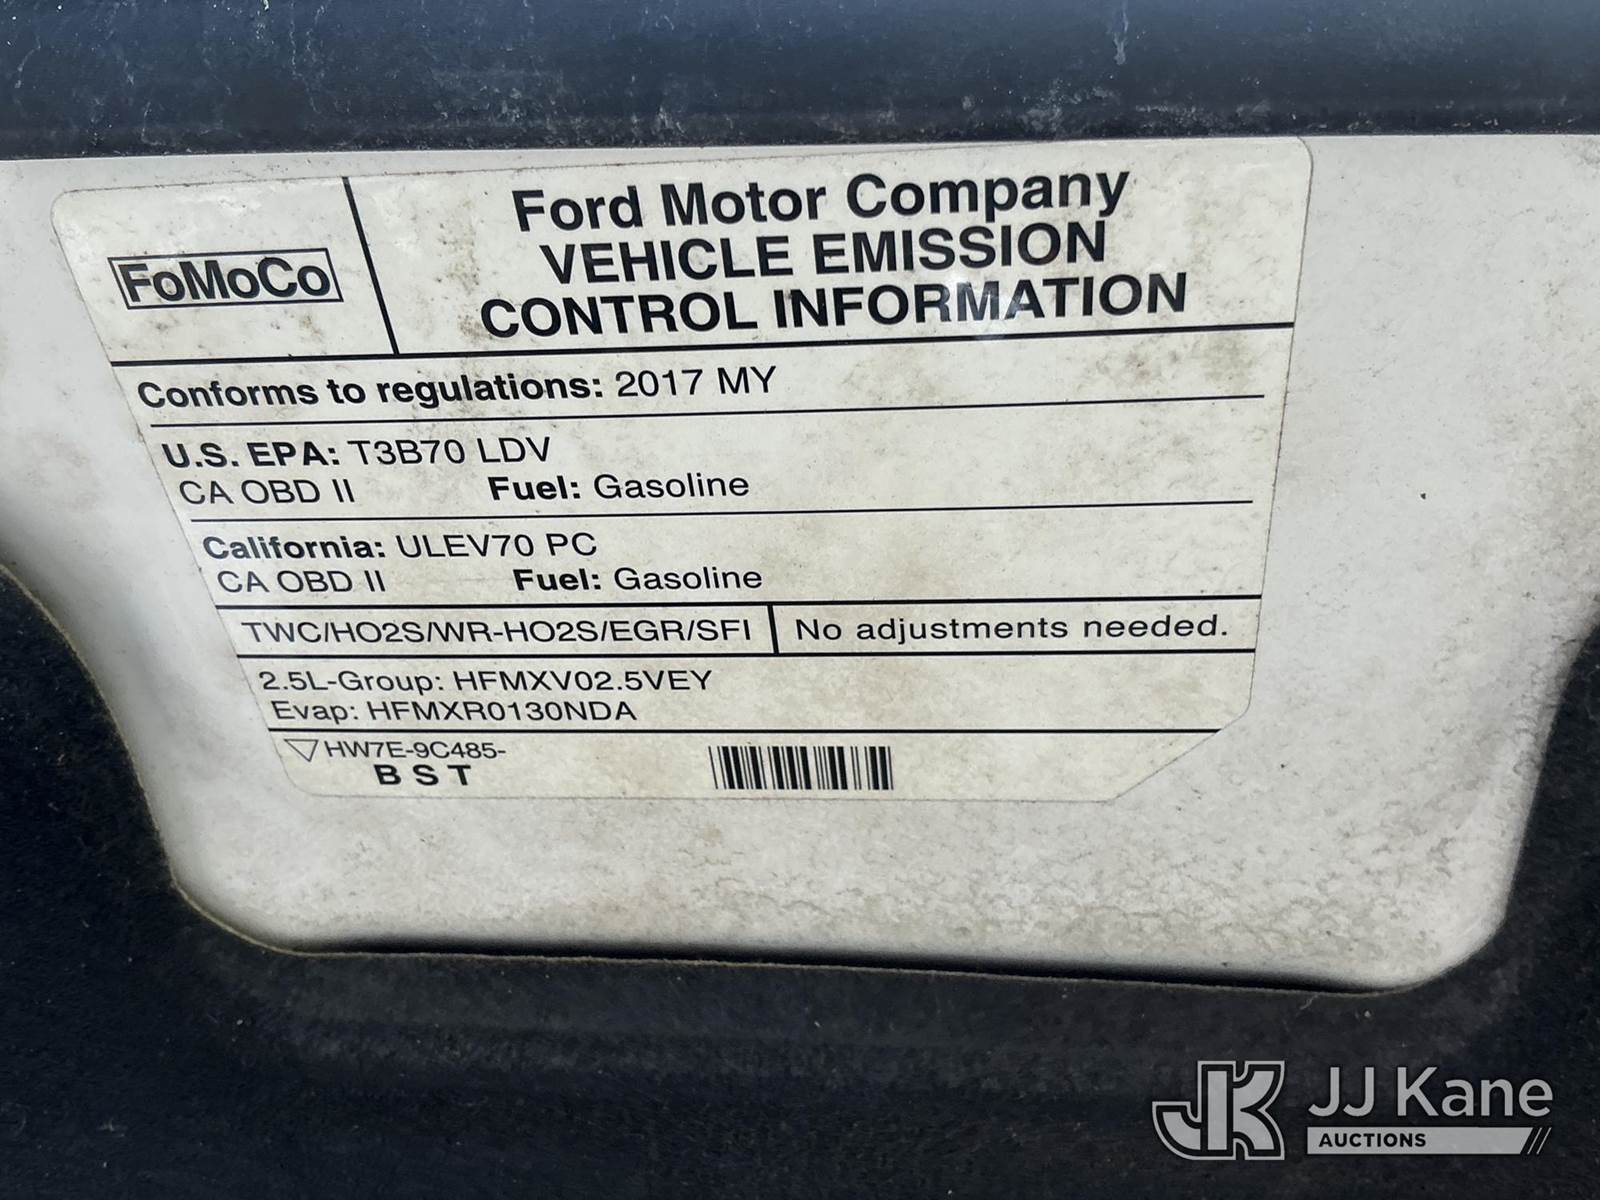 FoMoCo
Ford Motor Company
VEHICLE EMISSION
CONTROL INFORMATION
Conforms to regulations: 2017 MY
U.S. EPA: T3B70 LDV
CA OBD II Fuel: Gasoline
California: ULEV70 PC
CA OBD II Fuel: Gasoline
TWC/HO2S/WR-HO2S/EGR/SFI No adjustments needed.
2.5L-Group: HFMXV02.5VEY
Evap: HFMXR0130NDA
HW7E-9C485-
B S T
JK JJ Kane
AUCTIONS